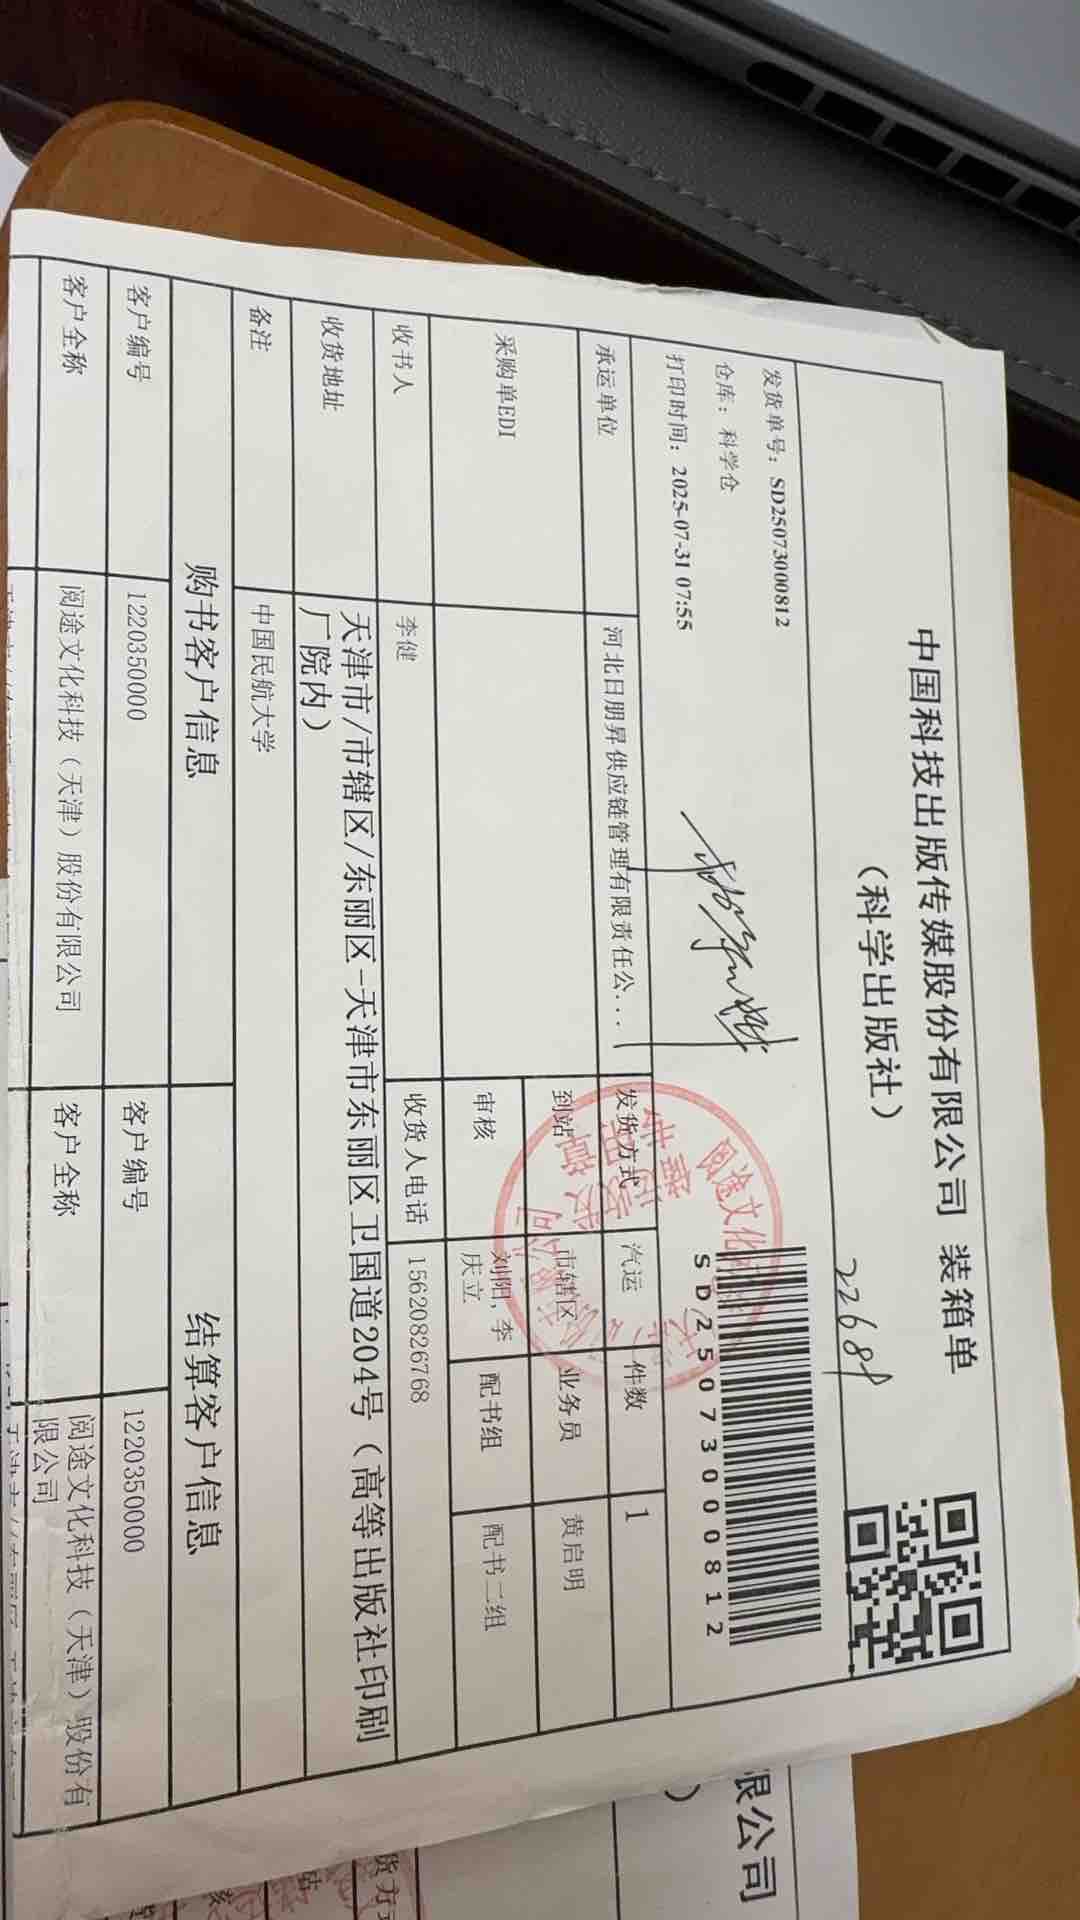 中国科技出版传媒股份有限公司 装箱单
（科学出版社）
2268
发货单号：SD25073000812
仓库：科学仓
打印时间：2025-07-31 07:55
SD25073000812
承运单位 河北日朋昇供应链管理有限责任公... 发货方式 汽运 件数 1
采购单EDI 到站 市辖区 业务员 黄启明
审核 刘阳,李庆立 配书组 配书二组
收书人 李健 收货人电话 15620826768
收货地址 天津市/市辖区/东丽区-天津市东丽区卫国道204号（高等出版社印刷
厂院内）
备注 中国民航大学
购书客户信息 结算客户信息
客户编号 1220350000 客户编号 1220350000
客户全称 阅途文化科技（天津）股份有限公司 客户全称 阅途文化科技（天津）股份有
限公司
阅途文化
限公司
）